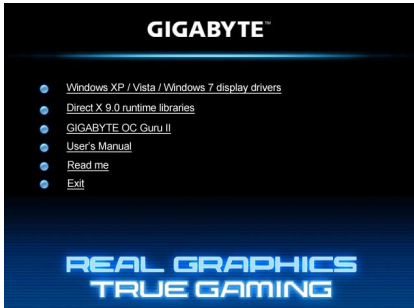 GIGABYTE™
Windows XP / Vista / Windows 7 display drivers
Direct X 9.0 runtime libraries
GIGABYTE OC Guru II
User's Manual
Read me
Exit
REAL GRAPHICS
TRUE GAMING